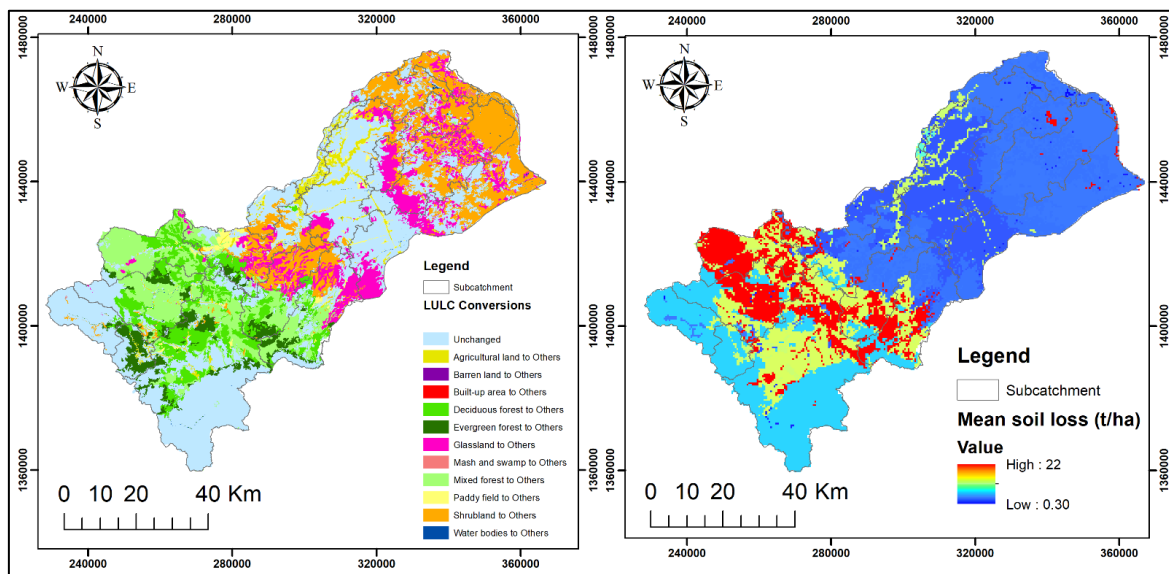 240000 280000 320000 360000
1480000
1440000
1400000
1360000
N
W E
S
Legend
Subcatchment
LULC Conversions
Unchanged
Agricultural land to Others
Barren land to Others
Built-up area to Others
Deciduous forest to Others
Evergreen forest to Others
Glassland to Others
Mash and swamp to Others
Mixed forest to Others
Paddy field to Others
Shrubland to Others
Water bodies to Others
0 10 20 40 Km
240000 280000 320000 360000
240000 280000 320000 360000
1480000
1440000
1400000
1360000
N
W E
S
Legend
Subcatchment
Mean soil loss (t/ha)
Value
High : 22
Low : 0.30
0 10 20 40 Km
1480000
1440000
1400000
1360000
240000 280000 320000 360000